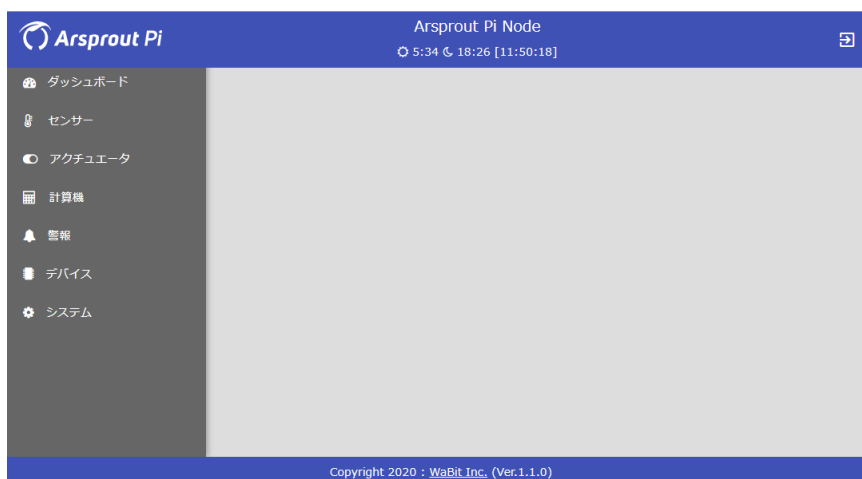 Arsprout Pi
Arsprout Pi Node
5:34 18:26 [11:50:18]
ダッシュボード
センサー
アクチュエータ
計算機
警報
デバイス
システム
Copyright 2020 : WaBit Inc. (Ver.1.1.0)